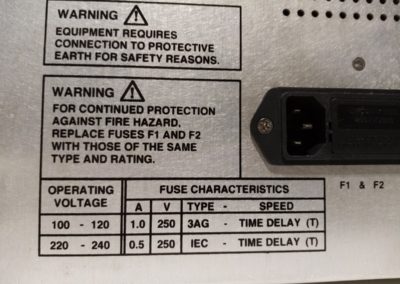 WARNING
EQUIPMENT REQUIRES
CONNECTION TO PROTECTIVE
EARTH FOR SAFETY REASONS.
WARNING
FOR CONTINUED PROTECTION
AGAINST FIRE HAZARD,
REPLACE FUSES F1 AND F2
WITH THOSE OF THE SAME
TYPE AND RATING.
F1 & F2
OPERATING VOLTAGE FUSE CHARACTERISTICS
A V TYPE - SPEED
100 - 120 1.0 250 3AG - TIME DELAY (T)
220 - 240 0.5 250 IEC - TIME DELAY (T)